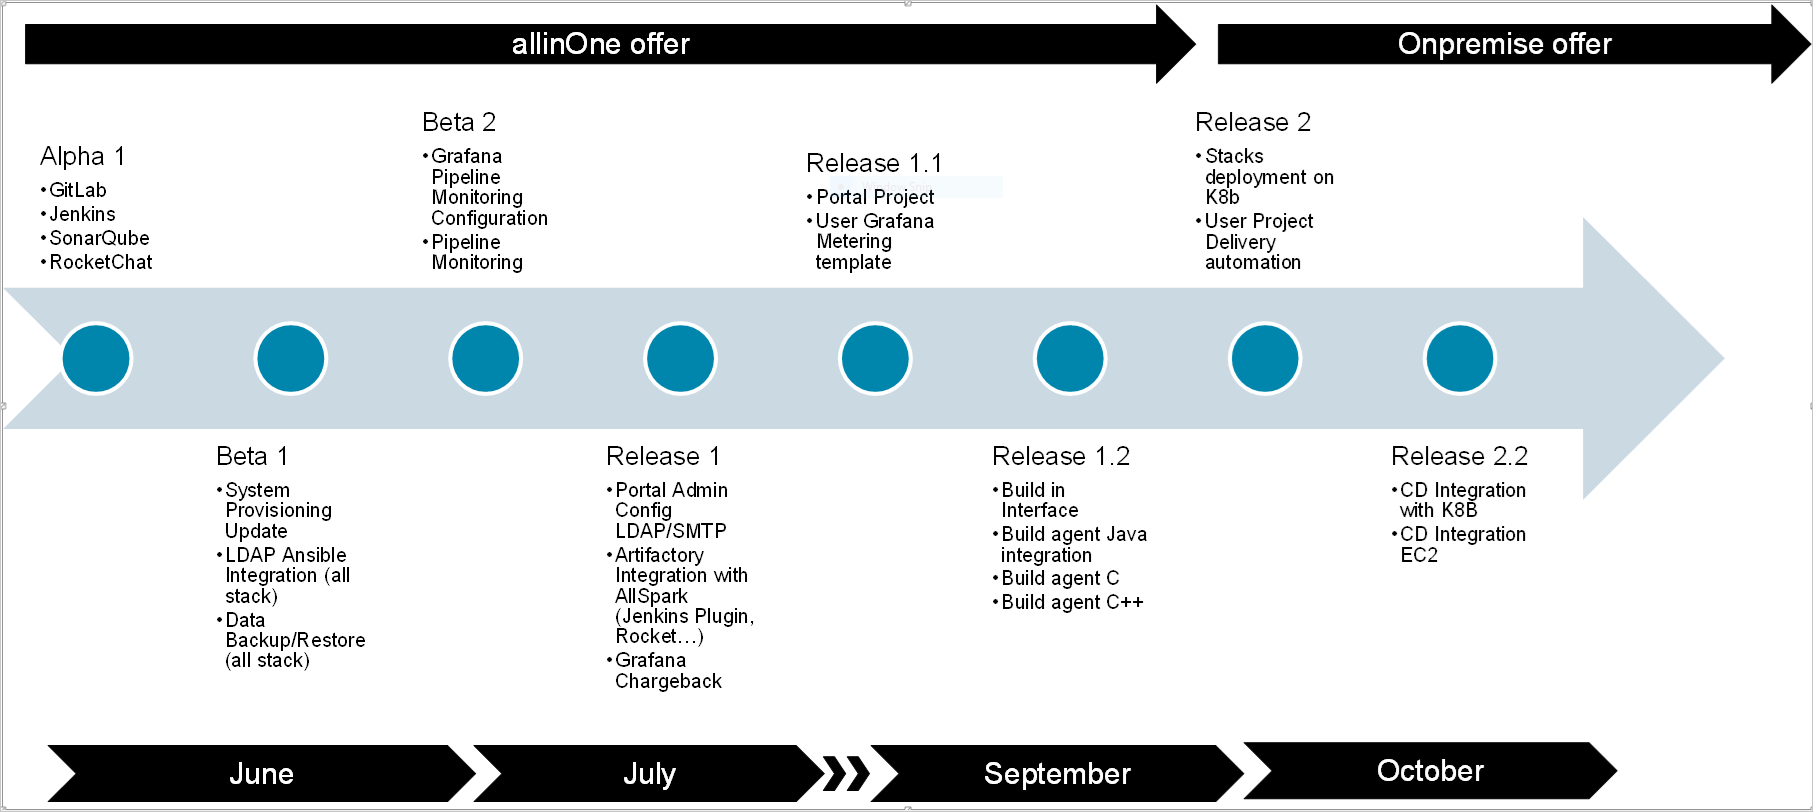 allinOne offer
Onpremise offer
Alpha 1
•GitLab
•Jenkins
•SonarQube
•RocketChat
Beta 2
•Grafana
Pipeline
Monitoring
Configuration
•Pipeline
Monitoring
Release 1.1
•Portal Project
•User Grafana
Metering
template
Release 2
•Stacks
deployment on
K8b
•User Project
Delivery
automation
Beta 1
•System
Provisioning
Update
•LDAP Ansible
Integration (all
stack)
•Data
Backup/Restore
(all stack)
Release 1
•Portal Admin
Config
LDAP/SMTP
•Artifactory
Integration with
AllSpark
(Jenkins Plugin,
Rocket…)
•Grafana
Chargeback
Release 1.2
•Build in
Interface
•Build agent Java
integration
•Build agent C
•Build agent C++
Release 2.2
•CD Integration
with K8B
•CD Integration
EC2
June
July
September
October